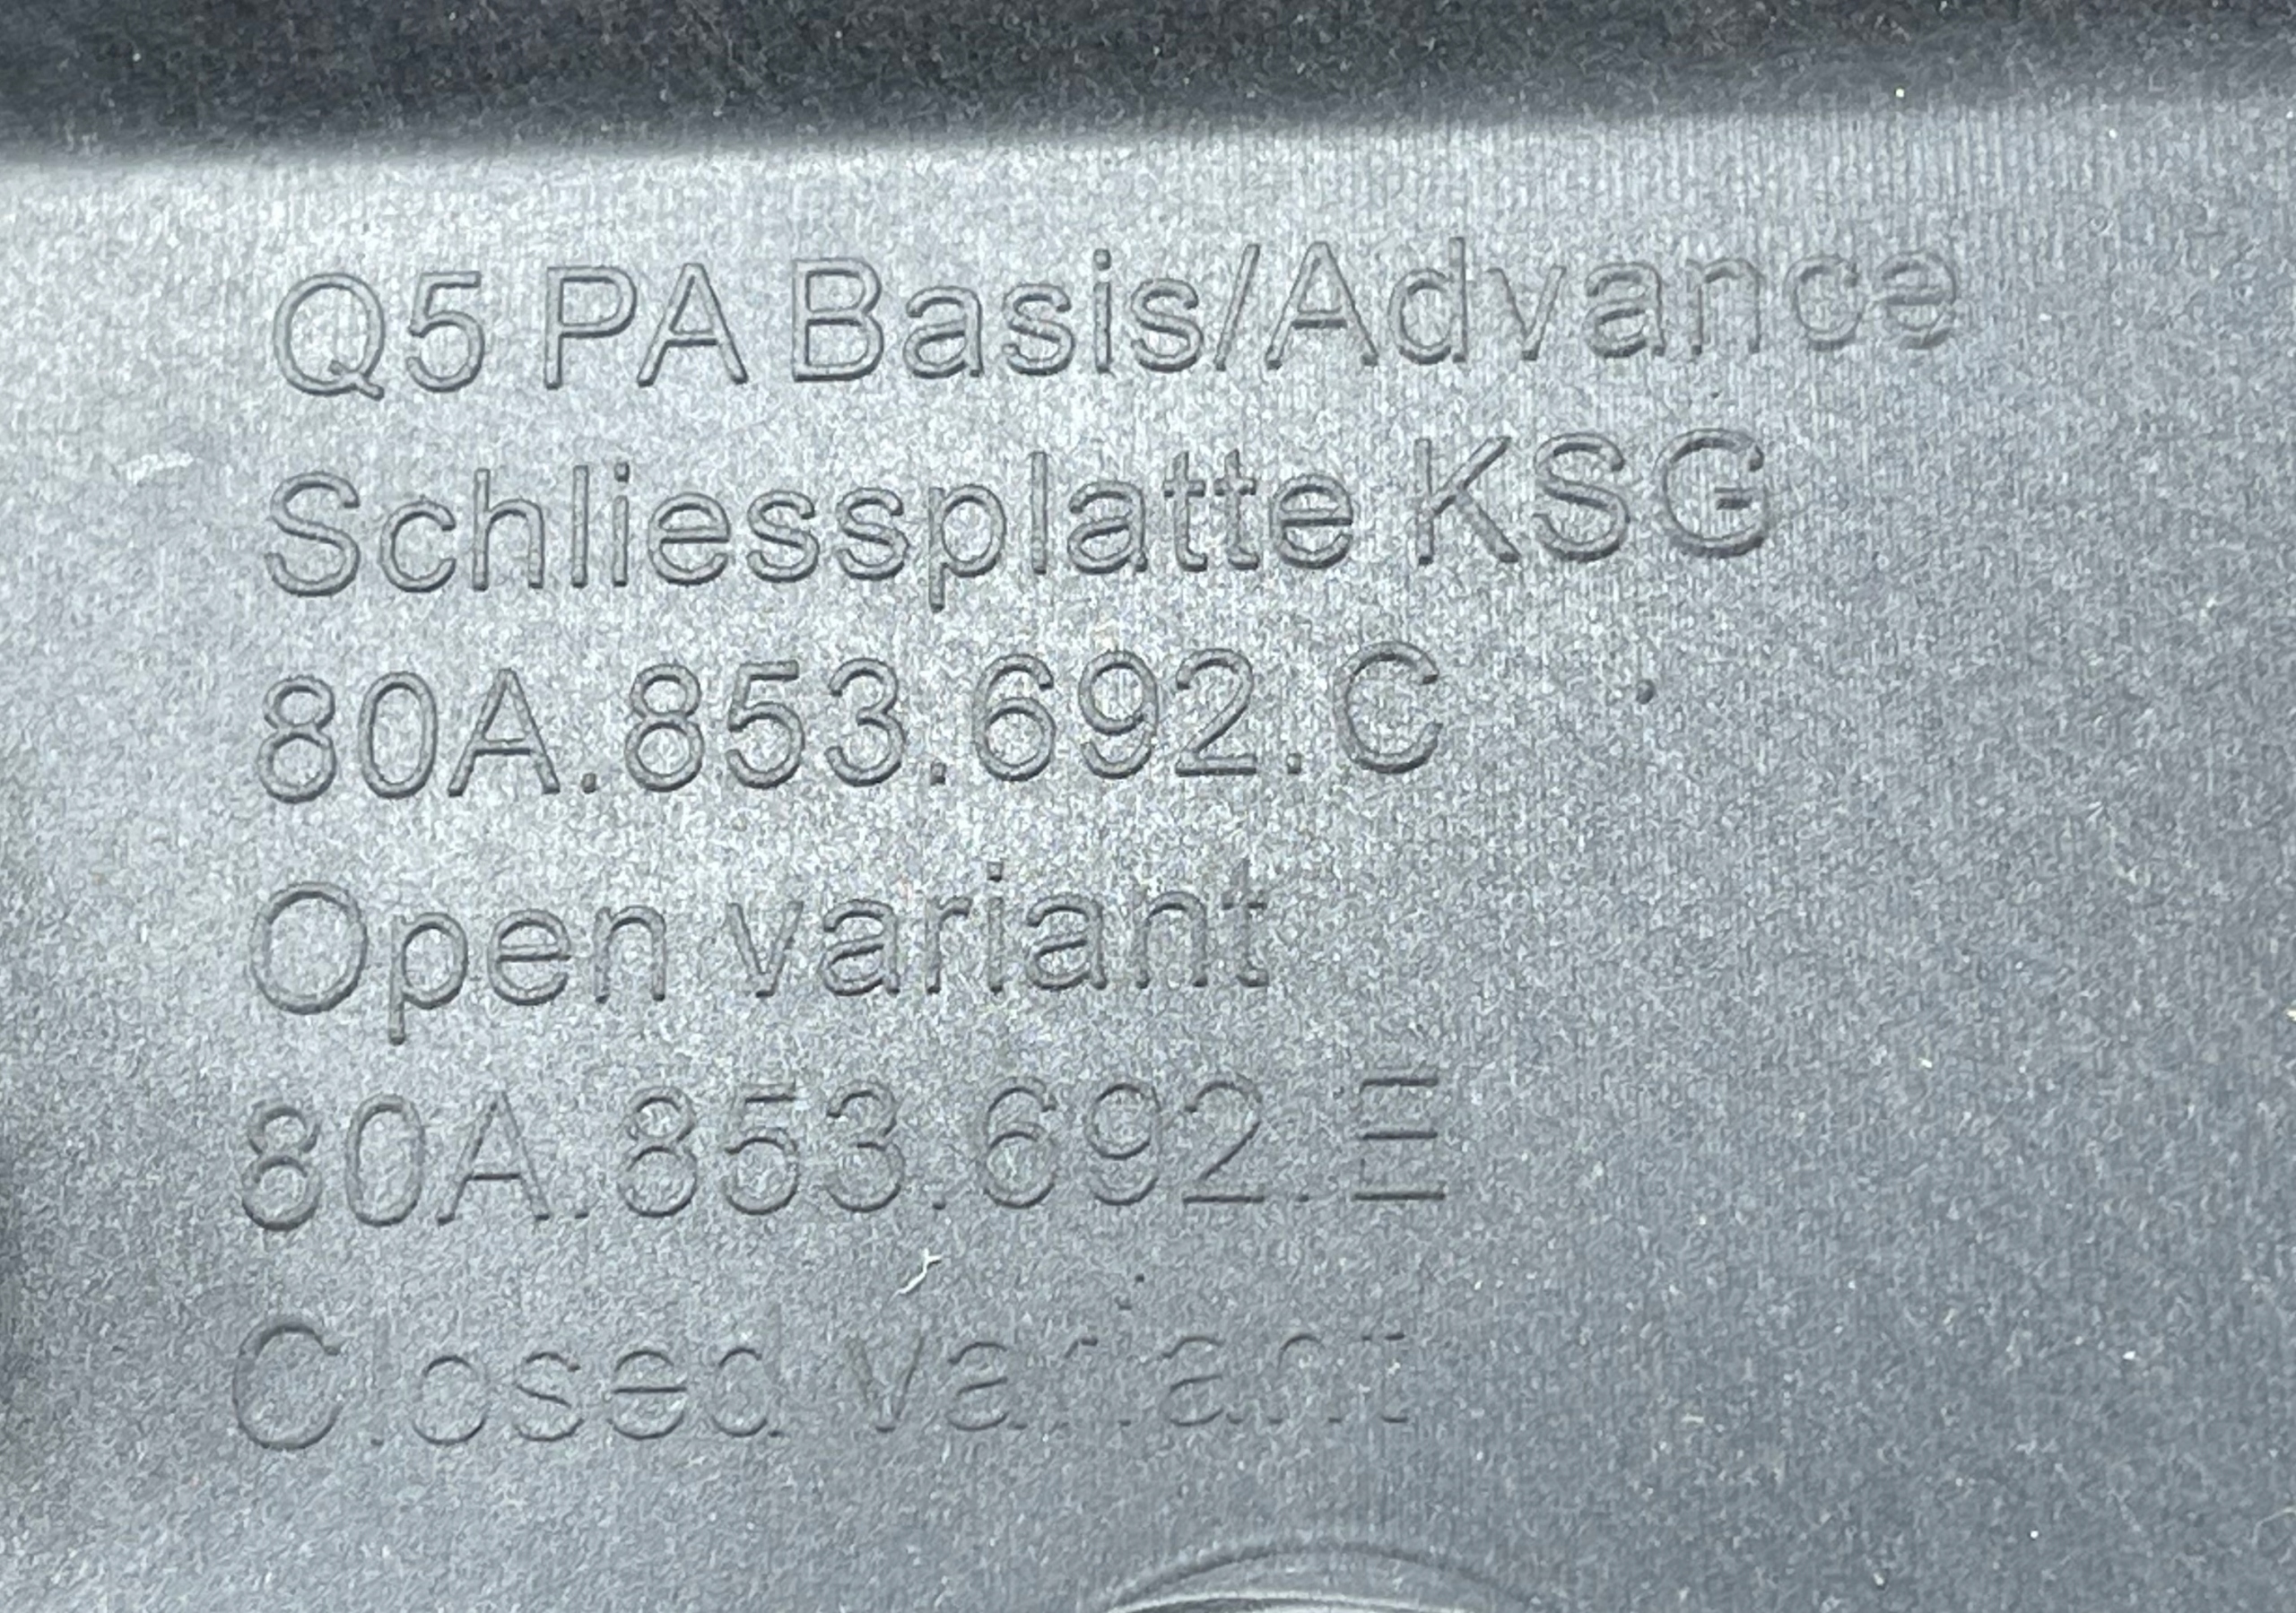 Q5 PA Basis/Advance
Schliessplatte KSG
80A.853.692.C
Open variant
80A.853.692.E
Closed variant